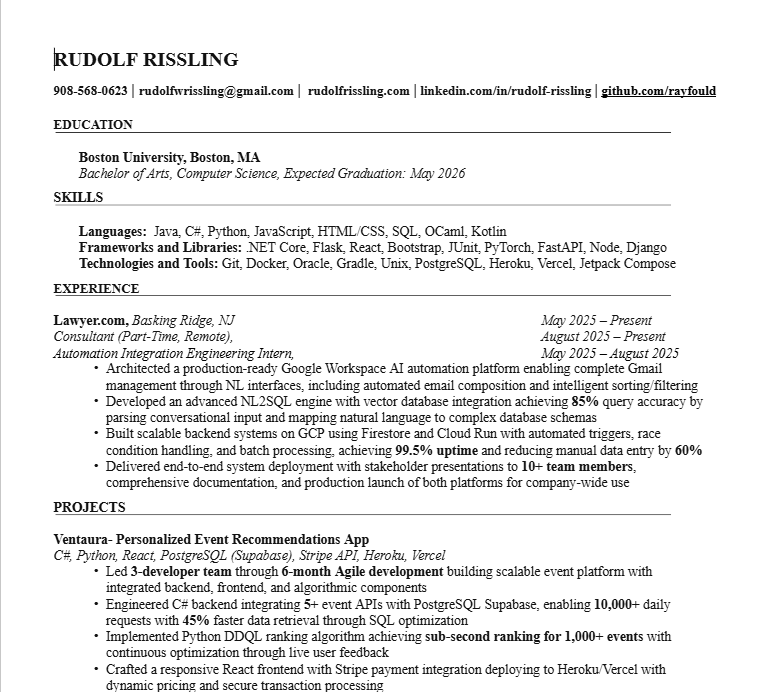 RUDOLF RISSLING
908-568-0623 | rudolfwrissling@gmail.com | rudolfrissling.com | linkedin.com/in/rudolf-rissling | github.com/rayfould
EDUCATION
Boston University, Boston, MA
Bachelor of Arts, Computer Science, Expected Graduation: May 2026
SKILLS
Languages: Java, C#, Python, JavaScript, HTML/CSS, SQL, OCaml, Kotlin
Frameworks and Libraries: .NET Core, Flask, React, Bootstrap, JUnit, PyTorch, FastAPI, Node, Django
Technologies and Tools: Git, Docker, Oracle, Gradle, Unix, PostgreSQL, Heroku, Vercel, Jetpack Compose
EXPERIENCE
Lawyer.com, Basking Ridge, NJ May 2025 – Present
Consultant (Part-Time, Remote), August 2025 – Present
Automation Integration Engineering Intern, May 2025 – August 2025
• Architected a production-ready Google Workspace AI automation platform enabling complete Gmail
management through NL interfaces, including automated email composition and intelligent sorting/filtering
• Developed an advanced NL2SQL engine with vector database integration achieving 85% query accuracy by
parsing conversational input and mapping natural language to complex database schemas
• Built scalable backend systems on GCP using Firestore and Cloud Run with automated triggers, race
condition handling, and batch processing, achieving 99.5% uptime and reducing manual data entry by 60%
• Delivered end-to-end system deployment with stakeholder presentations to 10+ team members,
comprehensive documentation, and production launch of both platforms for company-wide use
PROJECTS
Ventaura- Personalized Event Recommendations App
C#, Python, React, PostgreSQL (Supabase), Stripe API, Heroku, Vercel
• Led 3-developer team through 6-month Agile development building scalable event platform with
integrated backend, frontend, and algorithmic components
• Engineered C# backend integrating 5+ event APIs with PostgreSQL Supabase, enabling 10,000+ daily
requests with 45% faster data retrieval through SQL optimization
• Implemented Python DDQL ranking algorithm achieving sub-second ranking for 1,000+ events with
continuous optimization through live user feedback
• Crafted a responsive React frontend with Stripe payment integration deploying to Heroku/Vercel with
dynamic pricing and secure transaction processing